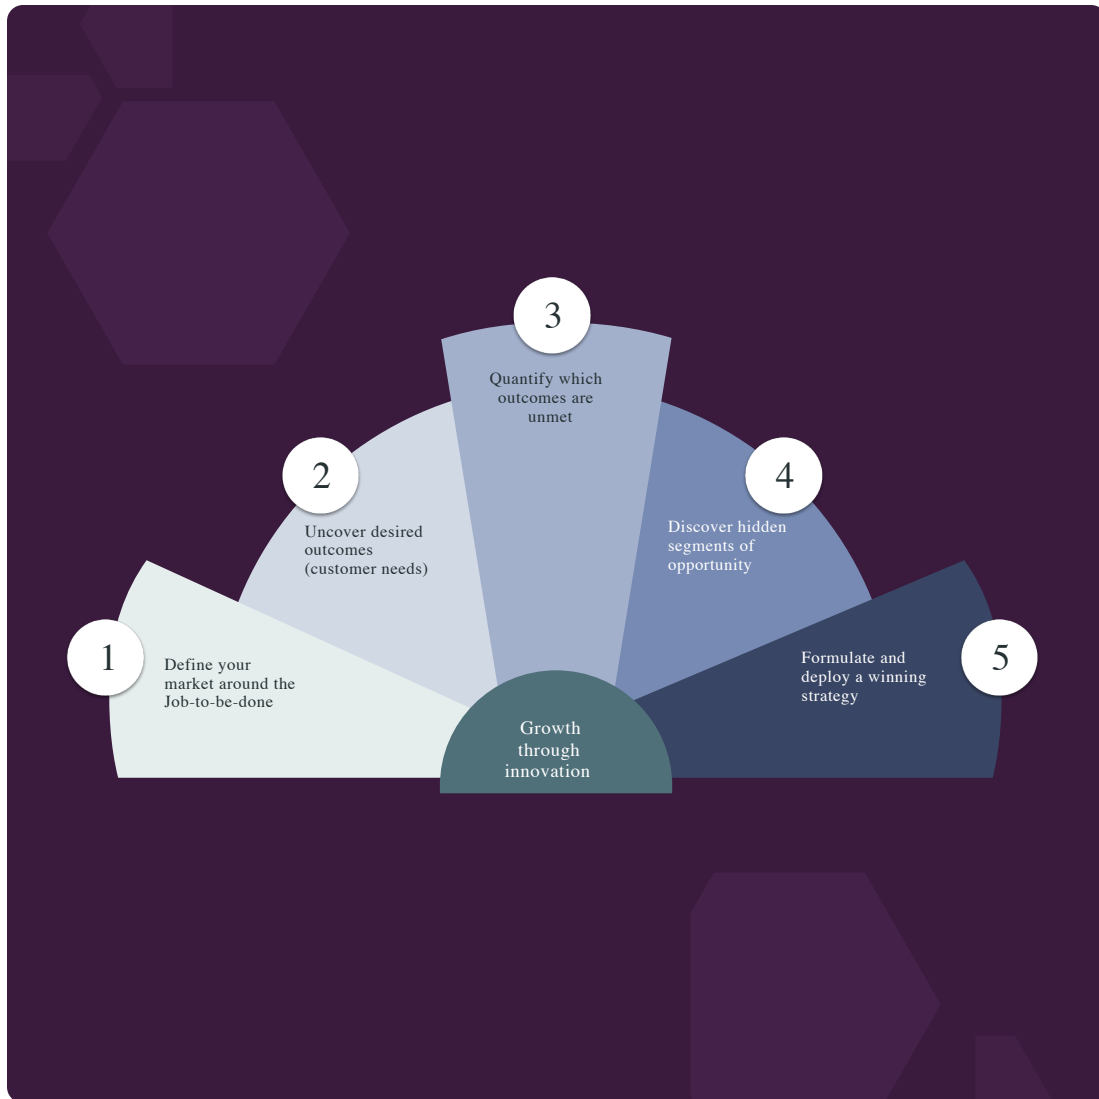 3
Quantify which
outcomes are
unmet
2
Uncover desired
outcomes
(customer needs)
4
Discover hidden
segments of
opportunity
1
Define your
market around the
Job-to-be-done
5
Formulate and
deploy a winning
strategy
Growth
through
innovation